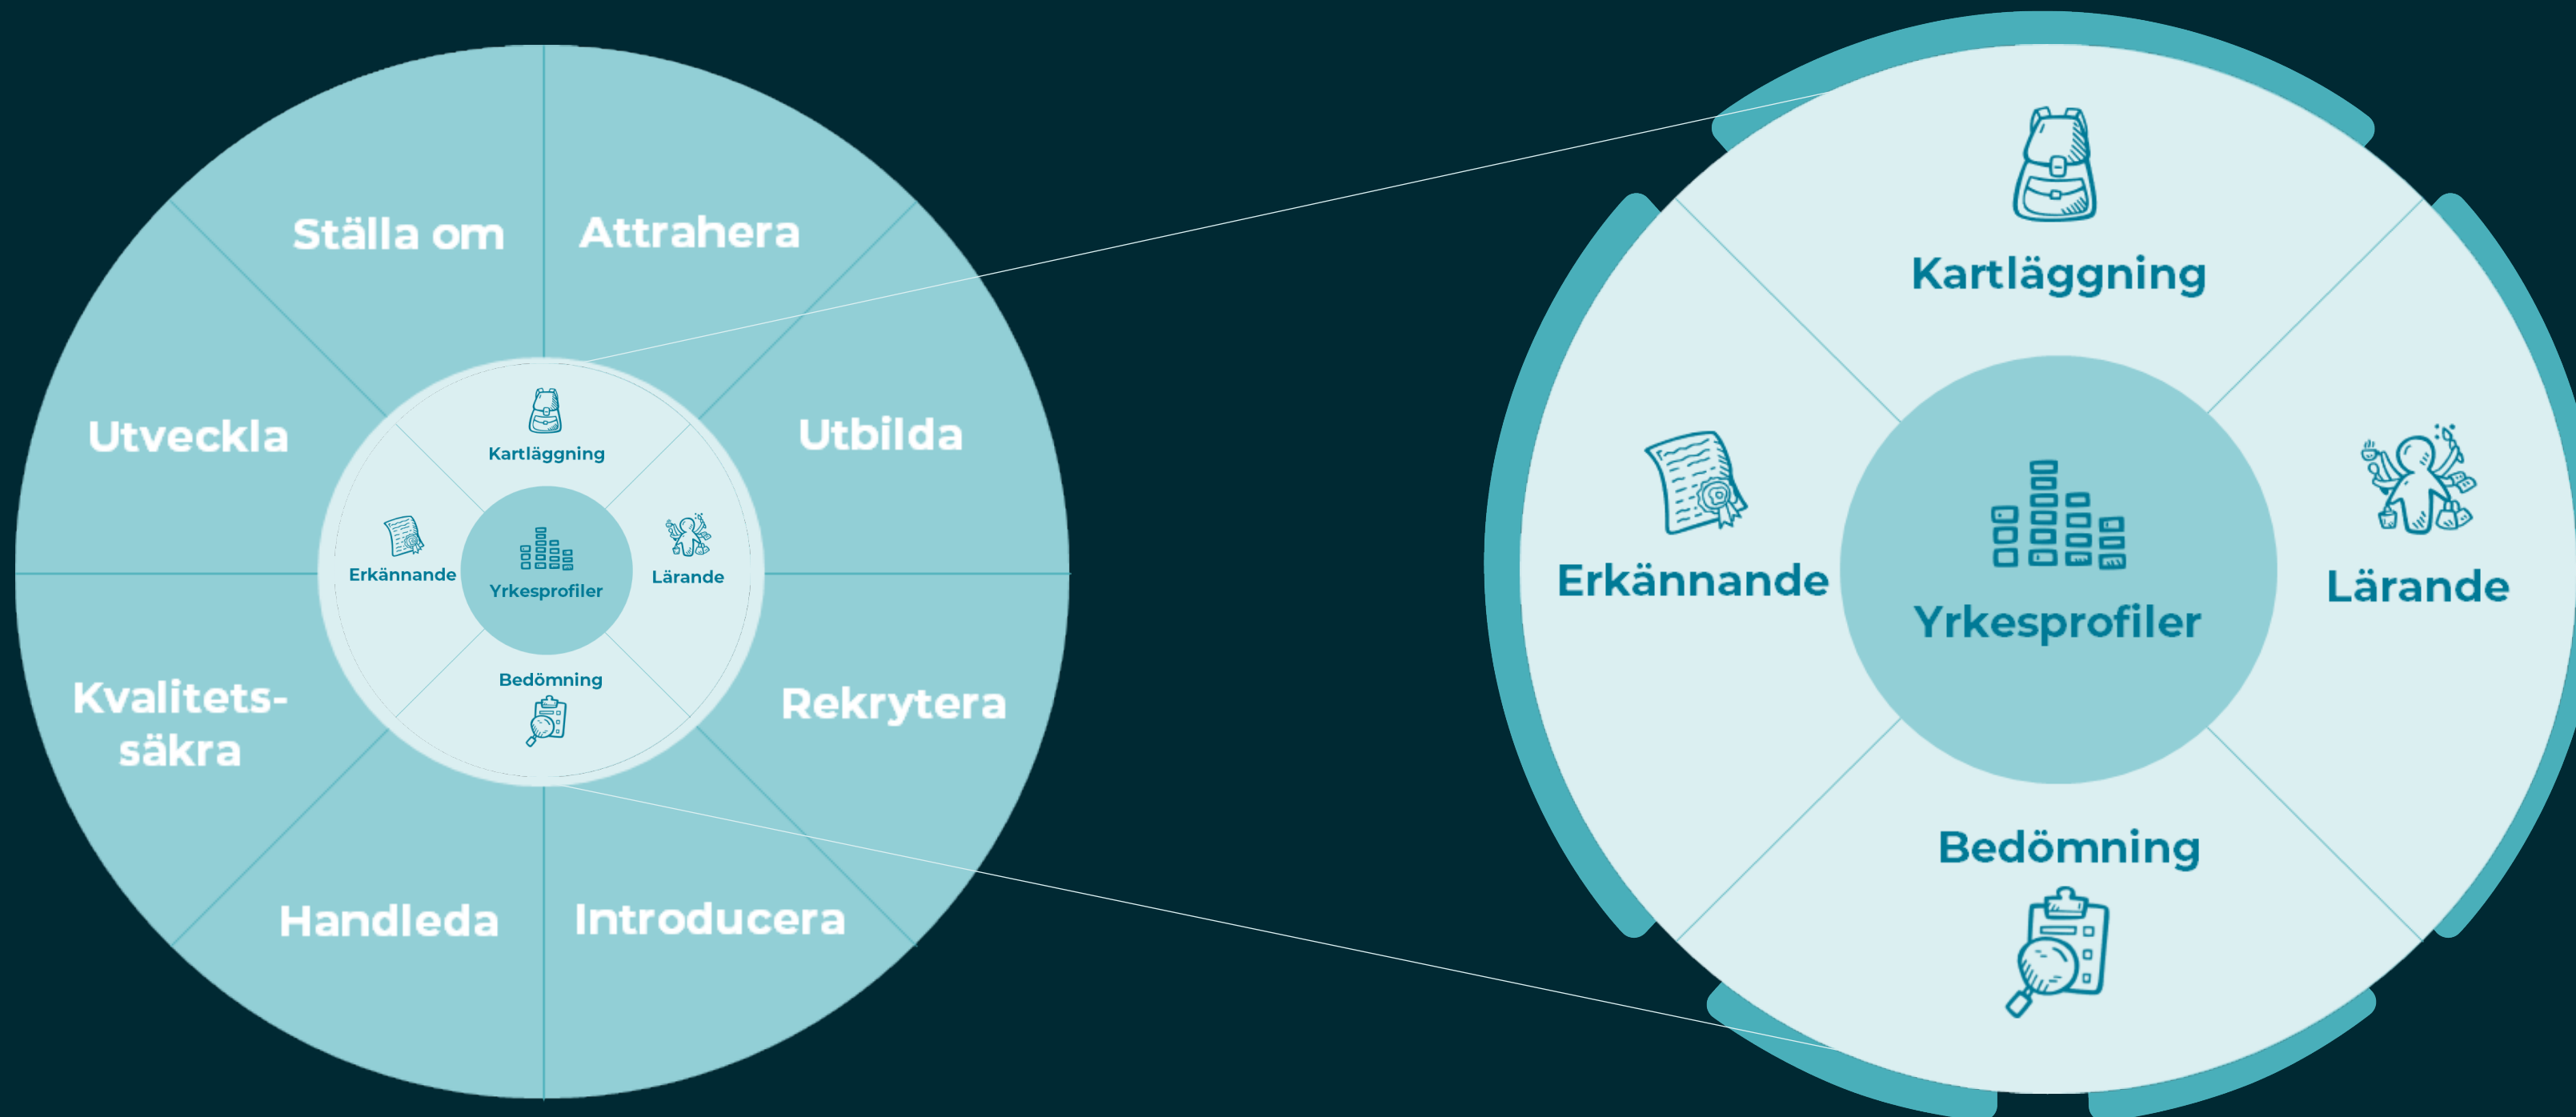 Ställa om
Attrahera
Utveckla
Utbilda
Kvalitets-
säkra
Rekrytera
Handleda
Introducera
Kartläggning
Erkännande
Yrkesprofiler
Lärande
Bedömning
Kartläggning
Erkännande
Yrkesprofiler
Lärande
Bedömning